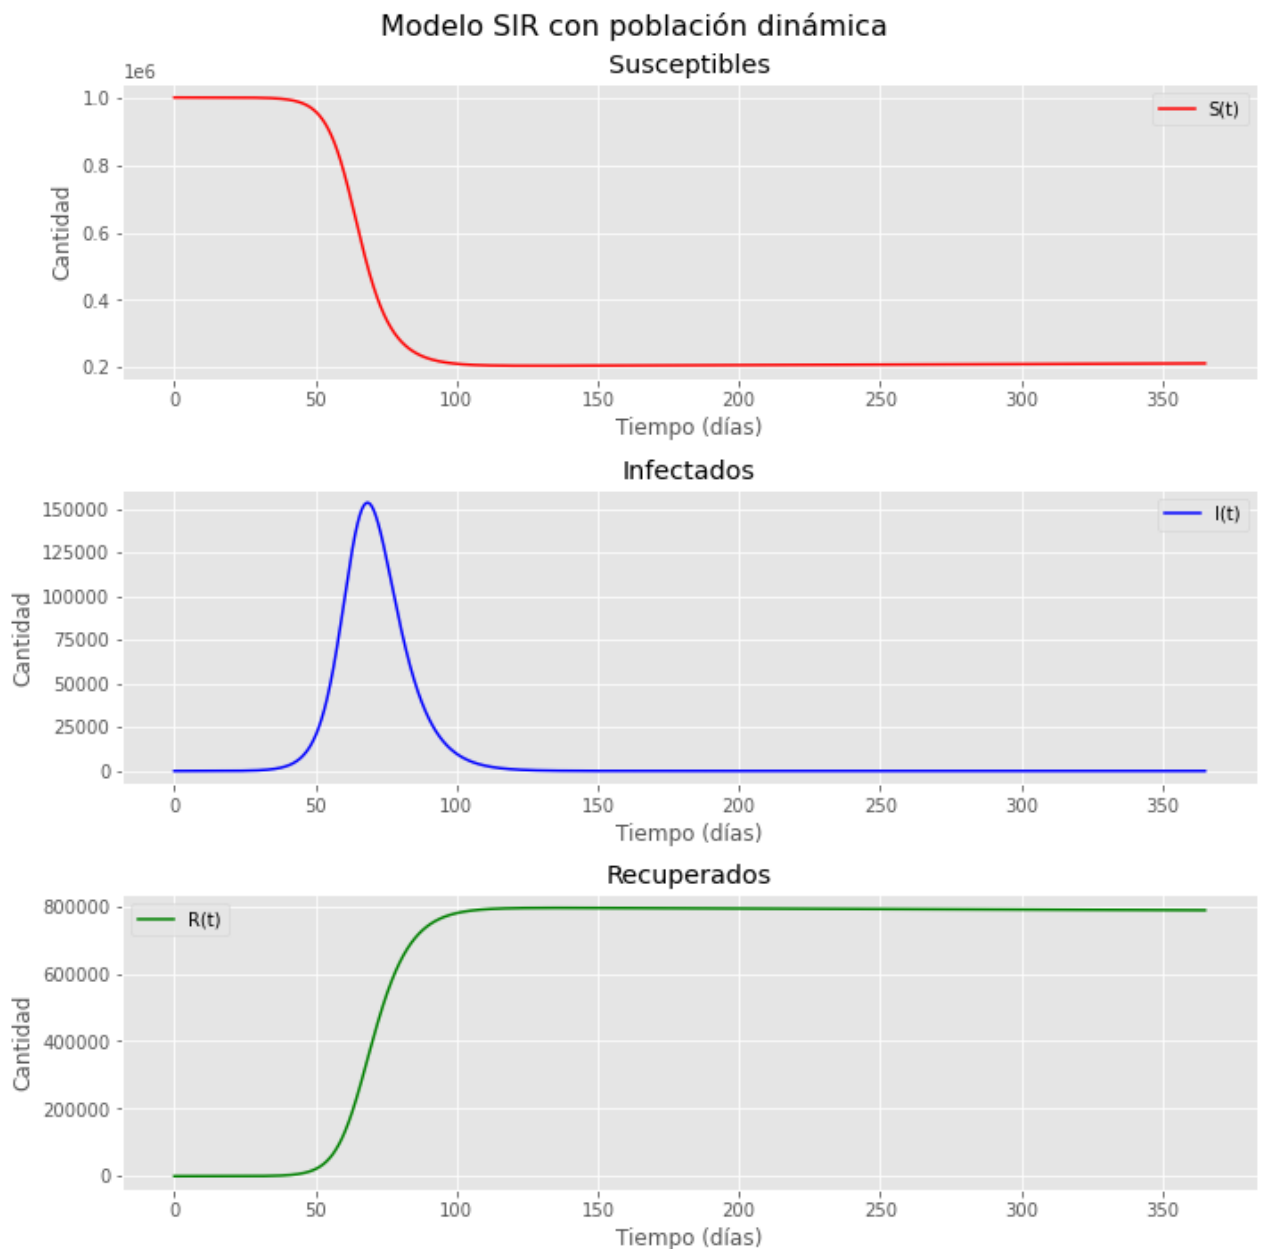 Modelo SIR con población dinámica
Susceptibles
1e6
S(t)
1.0
0.8
0.6
0.4
0.2
Cantidad
0 50 100 150 200 250 300 350
Tiempo (días)
Infectados
I(t)
150000
125000
100000
75000
50000
25000
0
Cantidad
0 50 100 150 200 250 300 350
Tiempo (días)
Recuperados
R(t)
800000
600000
400000
200000
0
Cantidad
0 50 100 150 200 250 300 350
Tiempo (días)